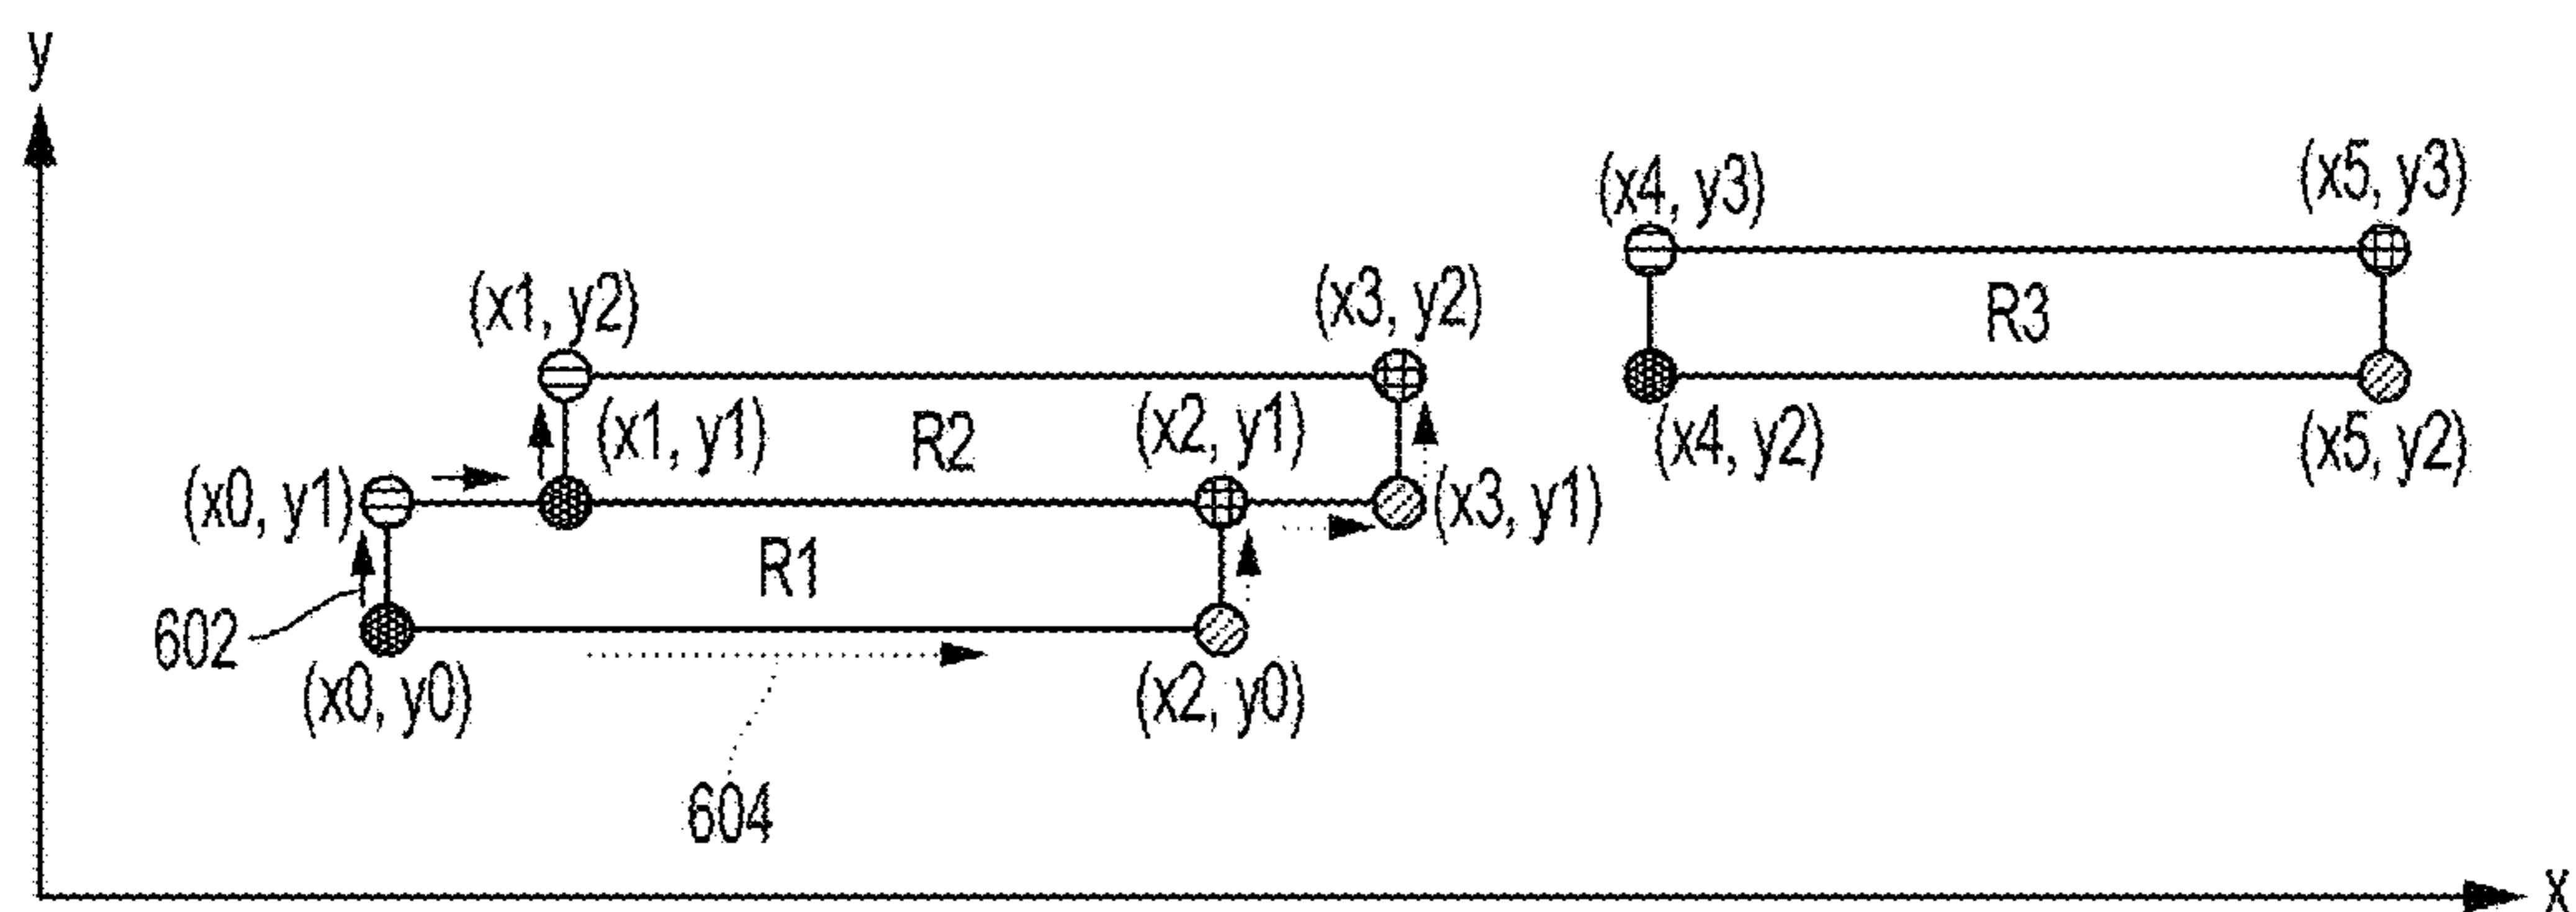 y
(x4, y3)
(x5, y3)
(x1, y2)
(x3, y2)
R3
(x1, y1)
R2
(x2, y1)
(x4, y2)
(x5, y2)
(x0, y1)
(x3, y1)
R1
602
(x0, y0)
(x2, y0)
604
x